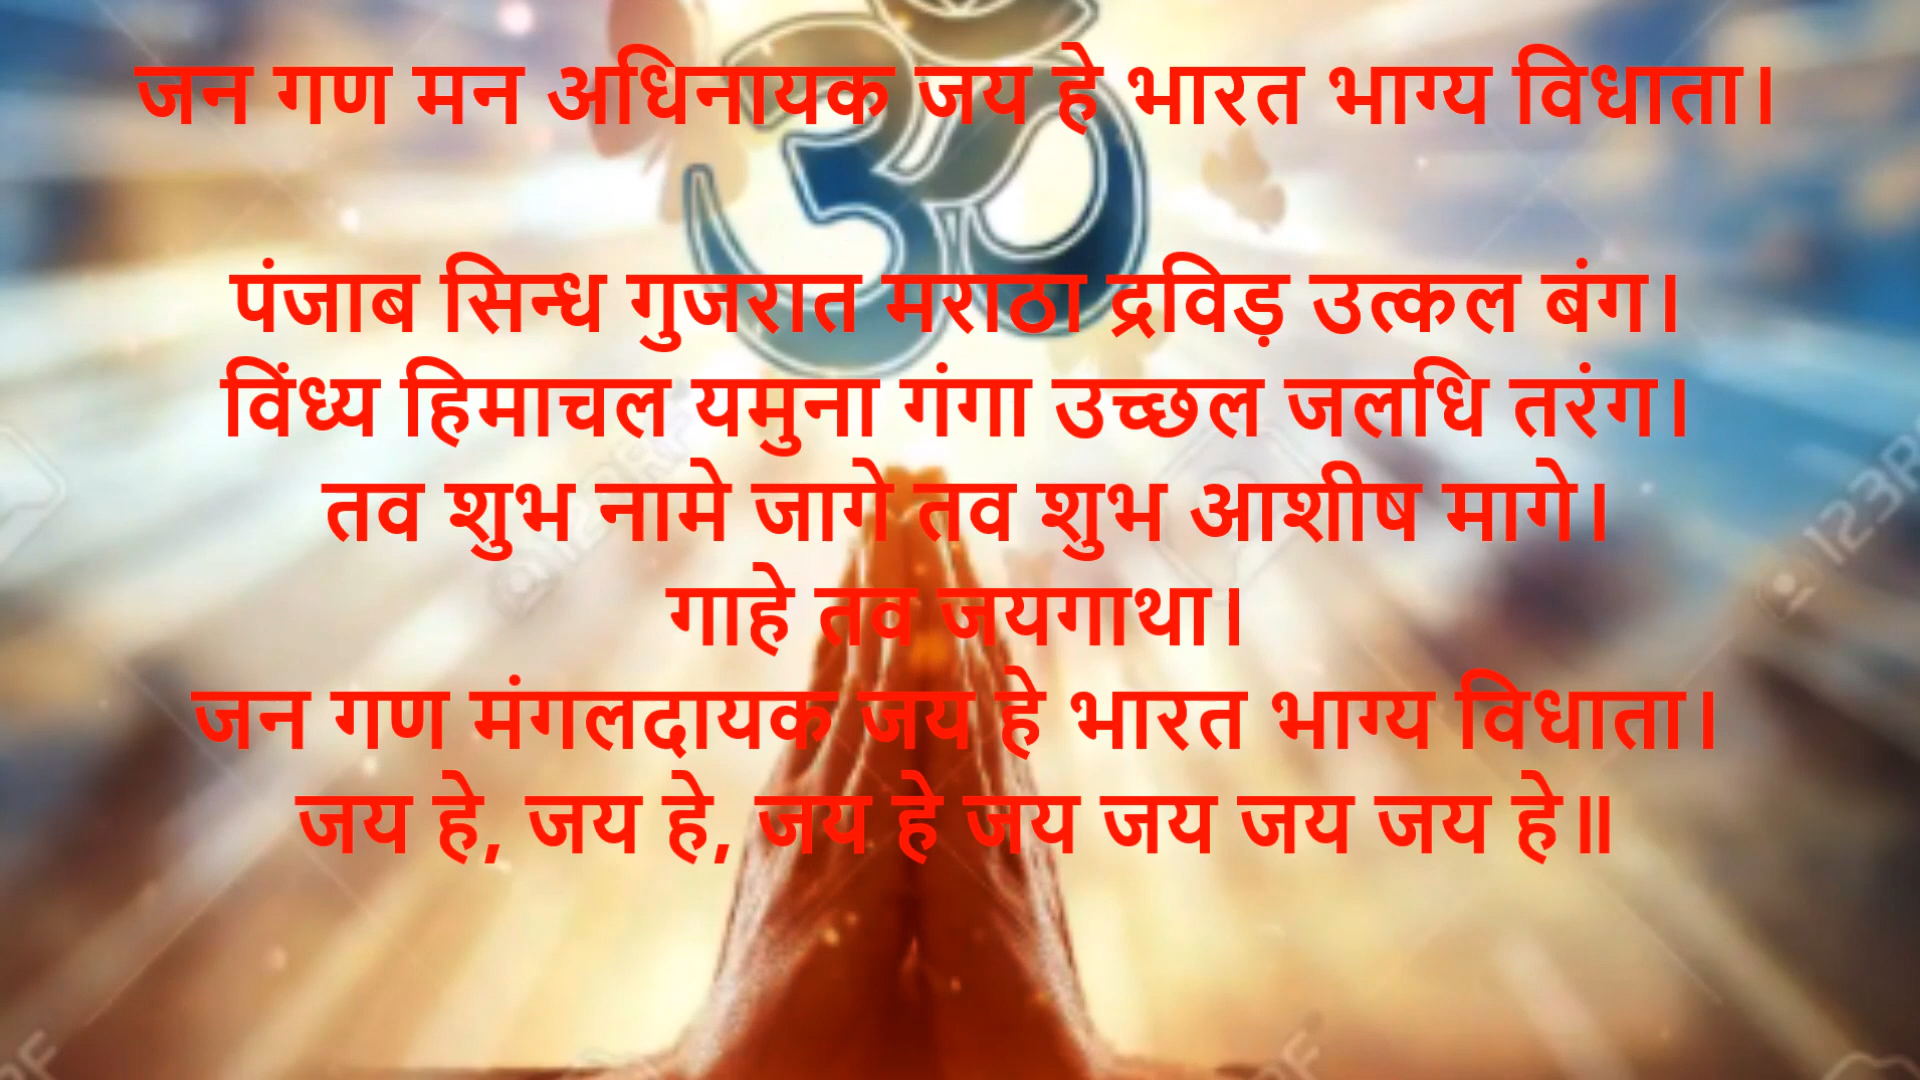 जन गण मन अधिनायक जय हे भारत भाग्य विधाता।
पंजाब सिन्ध गुजरात मराठा द्रविड़ उत्कल बंग।
विंध्य हिमाचल यमुना गंगा उच्छल जलधि तरंग।
तव शुभ नामे जागे तव शुभ आशीष मागे।
गाहे तव जयगाथा।
जन गण मंगलदायक जय हे भारत भाग्य विधाता।
जय हे, जय हे, जय हे जय जय जय जय हे॥